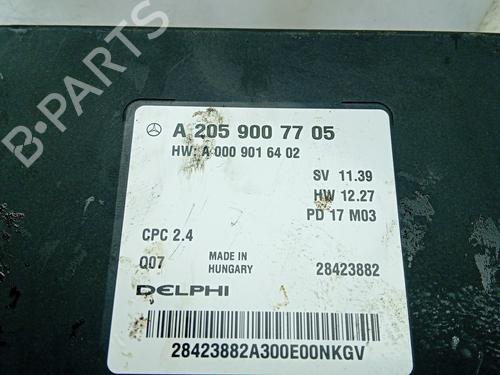 A 205 900 77 05
HW: A 000 901 64 02
SV 11.39
HW 12.27
PD 17 M03
CPC 2.4
Q07
MADE IN
HUNGARY
28423882
DELPHI
28423882A300E00NKGV